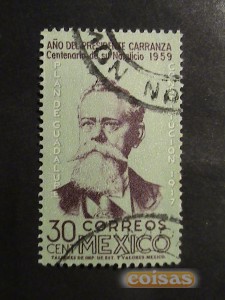 AÑO DEL PRESIDENTE CARRANZA
Centenario de su Natalicio 1959
PLAN DE GUADALUPE
CONSTITUCION 1917
30 CENT
CORREOS
MEXICO
TALLERES DE IMP. DE EST. Y VALORES-MEXICO
coisas